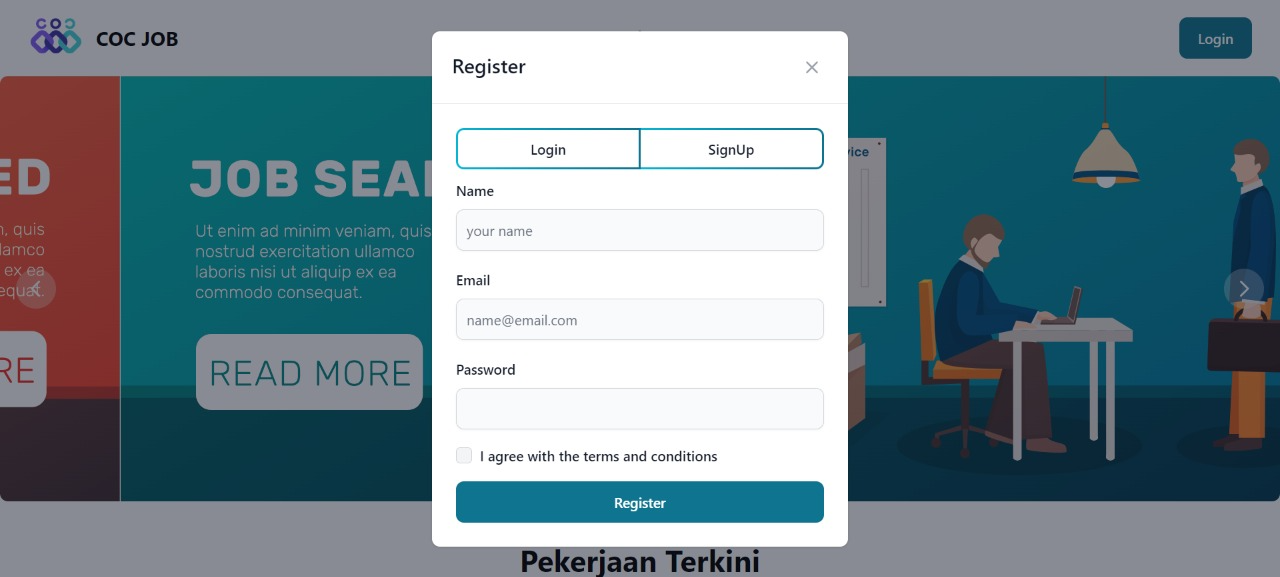 COC
COC JOB
Login
Register
Login
SignUp
Name
your name
Email
name@email.com
Password
I agree with the terms and conditions
Register
ED
, quis
ex ea
RE
JOB SEA
Ut enim ad minim veniam, quis
nostrud exercitation ullamco
laboris nisi ut aliquip ex ea
commodo consequat.
READ MORE
vice
Pekerjaan Terkini